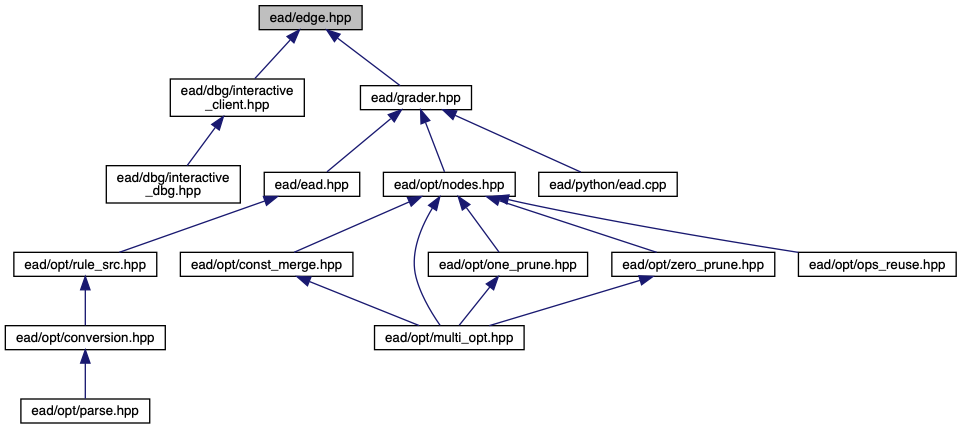 ead/edge.hpp
ead/dbg/interactive
_client.hpp
ead/grader.hpp
ead/dbg/interactive
_dbg.hpp
ead/ead.hpp
ead/opt/nodes.hpp
ead/python/ead.cpp
ead/opt/rule_src.hpp
ead/opt/const_merge.hpp
ead/opt/one_prune.hpp
ead/opt/zero_prune.hpp
ead/opt/ops_reuse.hpp
ead/opt/conversion.hpp
ead/opt/multi_opt.hpp
ead/opt/parse.hpp